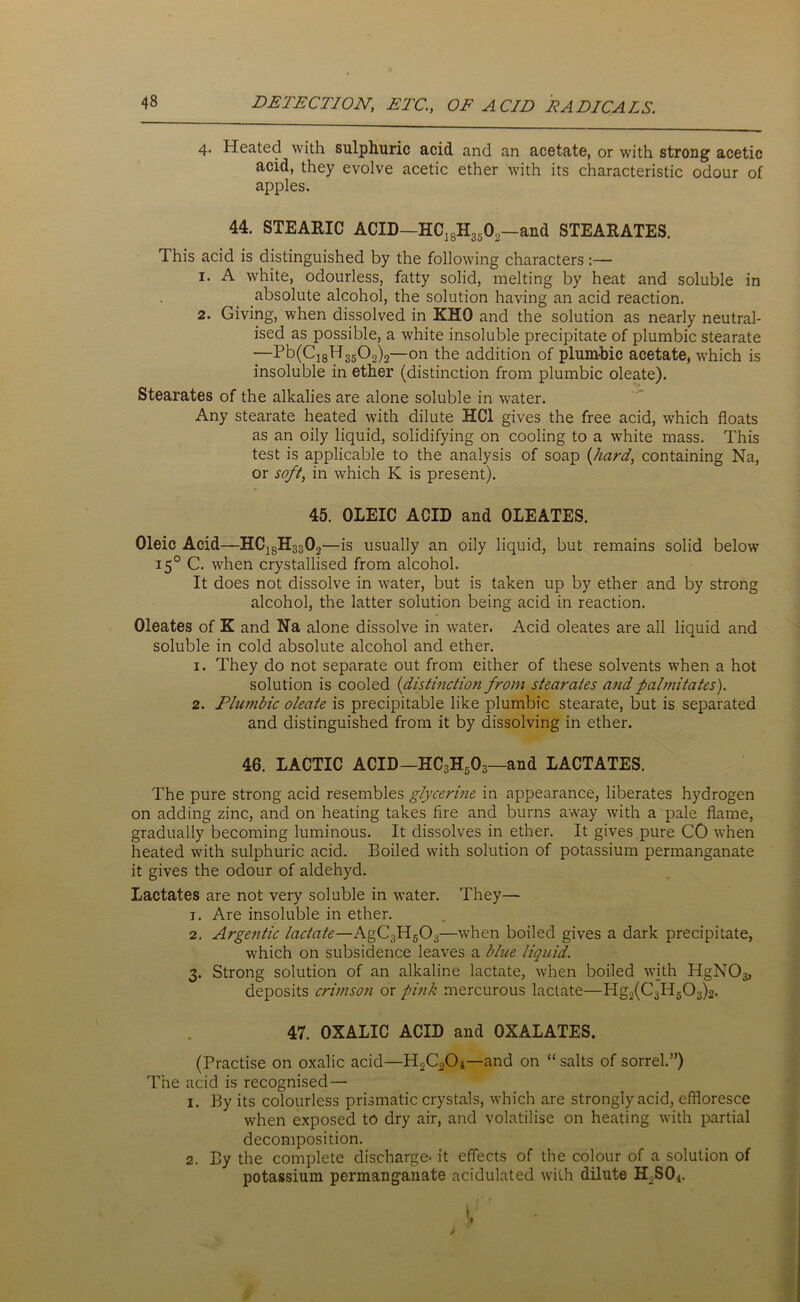 48 DETECTION, ETC., OF ACID RADICALS.
4. Heated with sulphuric acid and an acetate, or with strong acetic
acid, they evolve acetic ether with its characteristic odour of
apples.
44. STEARIC ACID—HC₁₈H₃₅O₂—and STEARATES.
This acid is distinguished by the following characters:—
1. A white, odourless, fatty solid, melting by heat and soluble in
absolute alcohol, the solution having an acid reaction.
2. Giving, when dissolved in KHO and the solution as nearly neutral-
ised as possible, a white insoluble precipitate of plumbic stearate
—Pb(C₁₈H₃₅O₂)₂—on the addition of plumbic acetate, which is
insoluble in ether (distinction from plumbic oleate).
Stearates of the alkalies are alone soluble in water.
Any stearate heated with dilute HCl gives the free acid, which floats
as an oily liquid, solidifying on cooling to a white mass. This
test is applicable to the analysis of soap (hard, containing Na,
or soft, in which K is present).
45. OLEIC ACID and OLEATES.
Oleic Acid—HC₁₈H₃₃O₂—is usually an oily liquid, but remains solid below
15° C. when crystallised from alcohol.
It does not dissolve in water, but is taken up by ether and by strong
alcohol, the latter solution being acid in reaction.
Oleates of K and Na alone dissolve in water. Acid oleates are all liquid and
soluble in cold absolute alcohol and ether.
1. They do not separate out from either of these solvents when a hot
solution is cooled (distinction from stearates and palmitates).
2. Plumbic oleate is precipitable like plumbic stearate, but is separated
and distinguished from it by dissolving in ether.
46. LACTIC ACID—HC₃H₅O₃—and LACTATES.
The pure strong acid resembles glycerine in appearance, liberates hydrogen
on adding zinc, and on heating takes fire and burns away with a pale flame,
gradually becoming luminous. It dissolves in ether. It gives pure CO when
heated with sulphuric acid. Boiled with solution of potassium permanganate
it gives the odour of aldehyd.
Lactates are not very soluble in water. They—
1. Are insoluble in ether.
2. Argentic lactate—AgC₃H₅O₃—when boiled gives a dark precipitate,
which on subsidence leaves a blue liquid.
3. Strong solution of an alkaline lactate, when boiled with HgNO₃,
deposits crimson or pink mercurous lactate—Hg₂(C₃H₅O₃)₂.
47. OXALIC ACID and OXALATES.
(Practise on oxalic acid—H₂C₂O₄—and on “salts of sorrel.”)
The acid is recognised—
1. By its colourless prismatic crystals, which are strongly acid, effloresce
when exposed to dry air, and volatilise on heating with partial
decomposition.
2. By the complete discharge it effects of the colour of a solution of
potassium permanganate acidulated with dilute H₂SO₄.